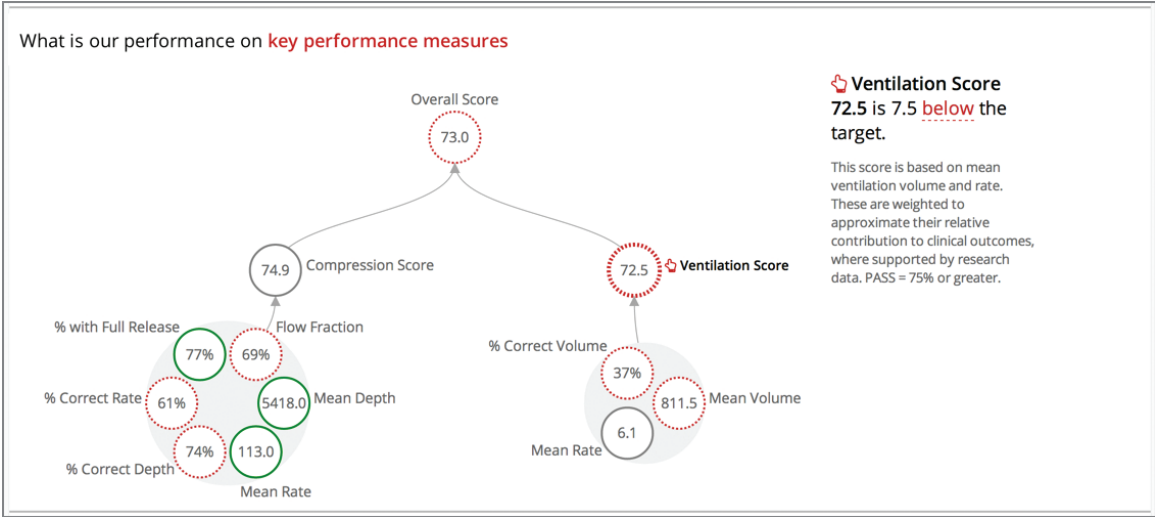 What is our performance on key performance measures
Overall Score
73.0
74.9
Compression Score
72.5
Ventilation Score
% with Full Release
77%
69%
Flow Fraction
% Correct Rate
61%
5418.0
Mean Depth
% Correct Depth
74%
113.0
Mean Rate
% Correct Volume
37%
811.5
Mean Volume
Mean Rate
6.1
Ventilation Score
72.5 is 7.5 below the
target.
This score is based on mean
ventilation volume and rate.
These are weighted to
approximate their relative
contribution to clinical outcomes,
where supported by research
data. PASS = 75% or greater.